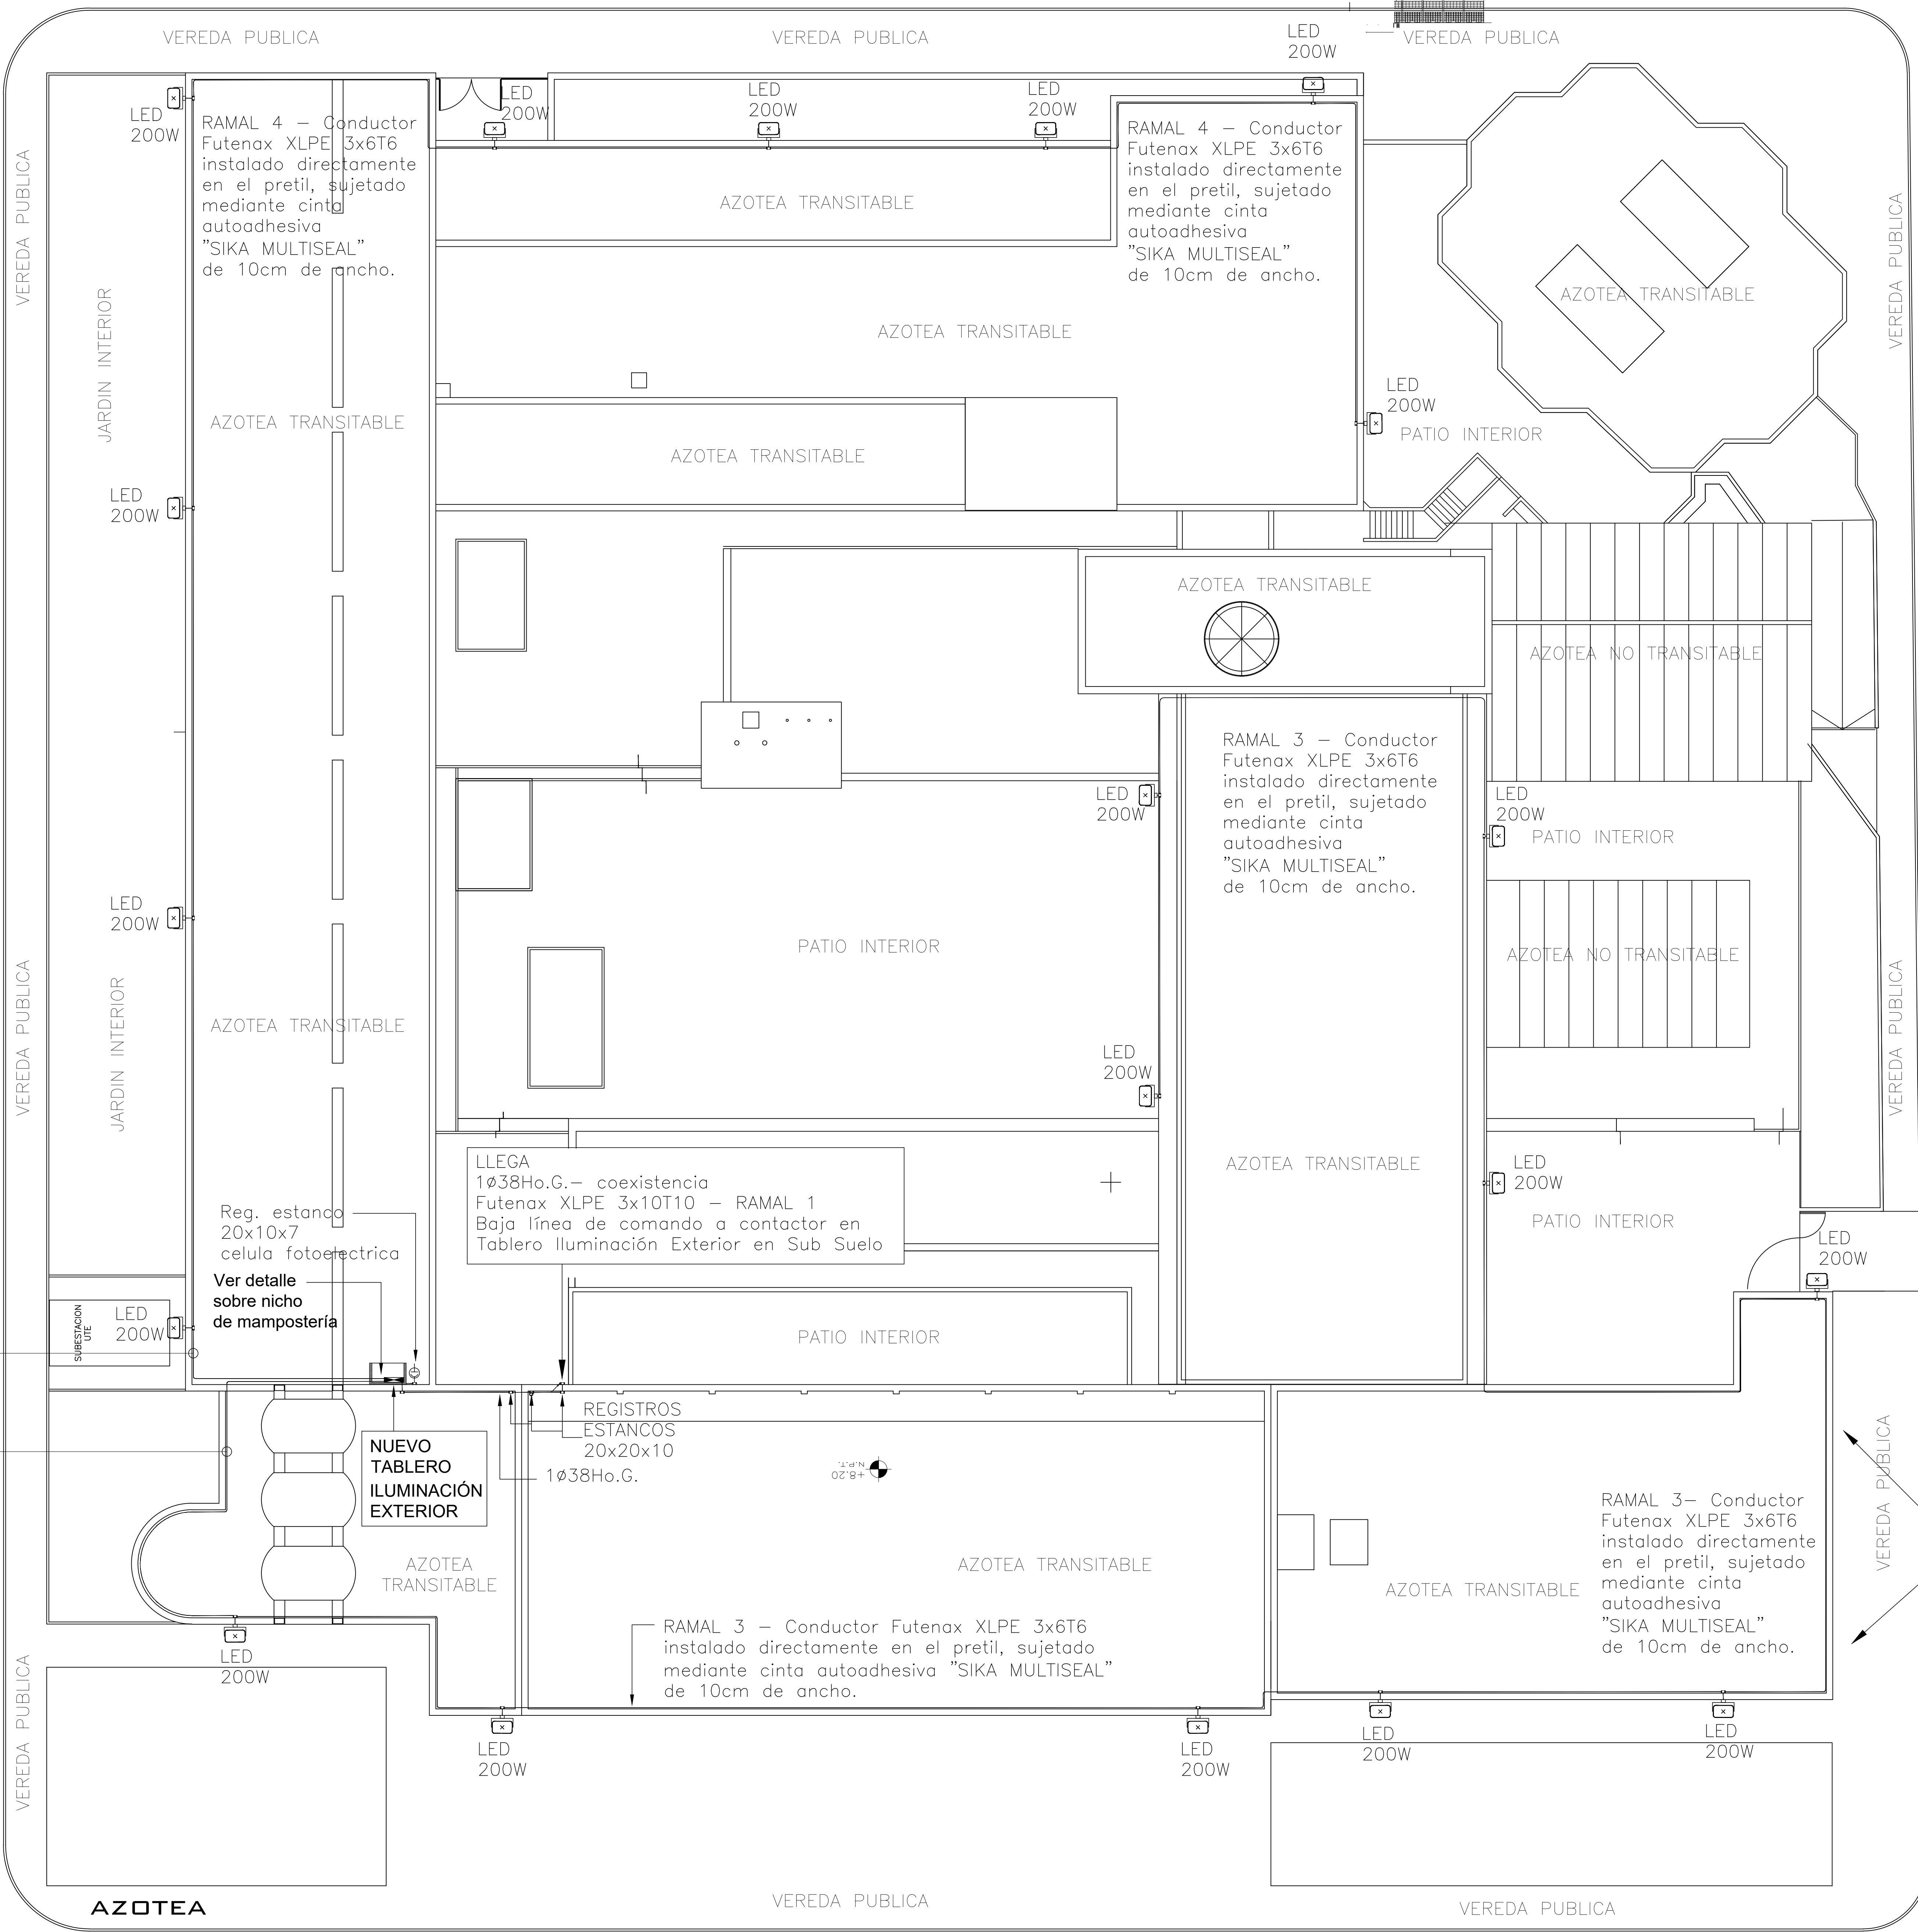 VEREDA PUBLICA
VEREDA PUBLICA
LED
200W
VEREDA PUBLICA
LED
200W
LED
200W
LED
200W
LED
200W
RAMAL 4 – Conductor
Futenax XLPE 3x6T6
instalado directamente
en el pretil, sujetado
mediante cinta
autoadhesiva
"SIKA MULTISEAL"
de 10cm de ancho.
RAMAL 4 – Conductor
Futenax XLPE 3x6T6
instalado directamente
en el pretil, sujetado
mediante cinta
autoadhesiva
"SIKA MULTISEAL"
de 10cm de ancho.
VEREDA PUBLICA
AZOTEA TRANSITABLE
VEREDA PUBLICA
AZOTEA TRANSITABLE
JARDIN INTERIOR
AZOTEA TRANSITABLE
LED
200W
PATIO INTERIOR
AZOTEA TRANSITABLE
AZOTEA TRANSITABLE
LED
200W
AZOTEA TRANSITABLE
AZOTEA NO TRANSITABLE
RAMAL 3 – Conductor
Futenax XLPE 3x6T6
instalado directamente
en el pretil, sujetado
mediante cinta
autoadhesiva
"SIKA MULTISEAL"
de 10cm de ancho.
LED
200W
LED
200W
PATIO INTERIOR
LED
200W
PATIO INTERIOR
AZOTEA NO TRANSITABLE
VEREDA PUBLICA
VEREDA PUBLICA
JARDIN INTERIOR
AZOTEA TRANSITABLE
LED
200W
LLEGA
1ø38Ho.G.– coexistencia
Futenax XLPE 3x10T10 – RAMAL 1
Baja línea de comando a contactor en
Tablero Iluminación Exterior en Sub Suelo
AZOTEA TRANSITABLE
LED
200W
PATIO INTERIOR
Reg. estanco
20x10x7
celula fotoelectrica
LED
200W
Ver detalle
sobre nicho
de mampostería
SUBESTACION
UTE
LED
200W
PATIO INTERIOR
REGISTROS
ESTANCOS
20x20x10
1ø38Ho.G.
NUEVO
TABLERO
ILUMINACIÓN
EXTERIOR
+8.20
N.P.T.
VEREDA PUBLICA
RAMAL 3– Conductor
Futenax XLPE 3x6T6
instalado directamente
en el pretil, sujetado
mediante cinta
autoadhesiva
"SIKA MULTISEAL"
de 10cm de ancho.
AZOTEA
TRANSITABLE
AZOTEA TRANSITABLE
AZOTEA TRANSITABLE
RAMAL 3 – Conductor Futenax XLPE 3x6T6
instalado directamente en el pretil, sujetado
mediante cinta autoadhesiva "SIKA MULTISEAL"
de 10cm de ancho.
LED
200W
VEREDA PUBLICA
LED
200W
LED
200W
LED
200W
LED
200W
AZOTEA
VEREDA PUBLICA
VEREDA PUBLICA